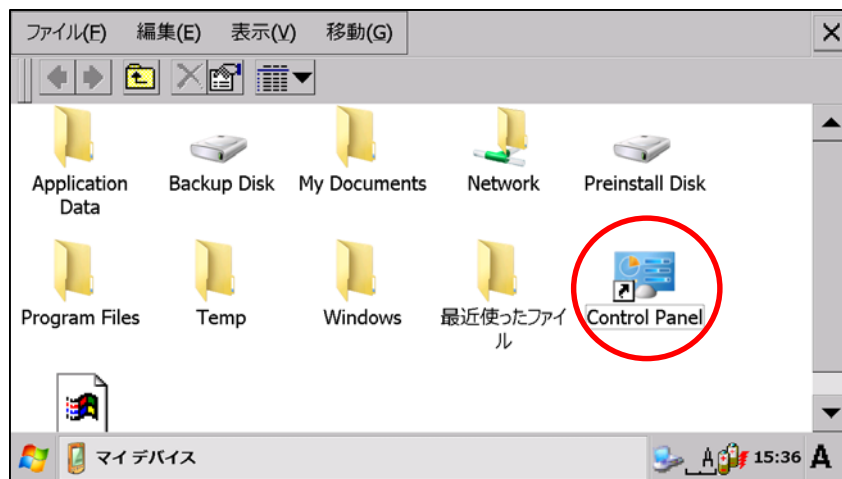 ファイル(F) 編集(E) 表示(V) 移動(G)
Application Data
Backup Disk
My Documents
Network
Preinstall Disk
Program Files
Temp
Windows
最近使ったファイル
Control Panel
マイ デバイス
A
15:36
A